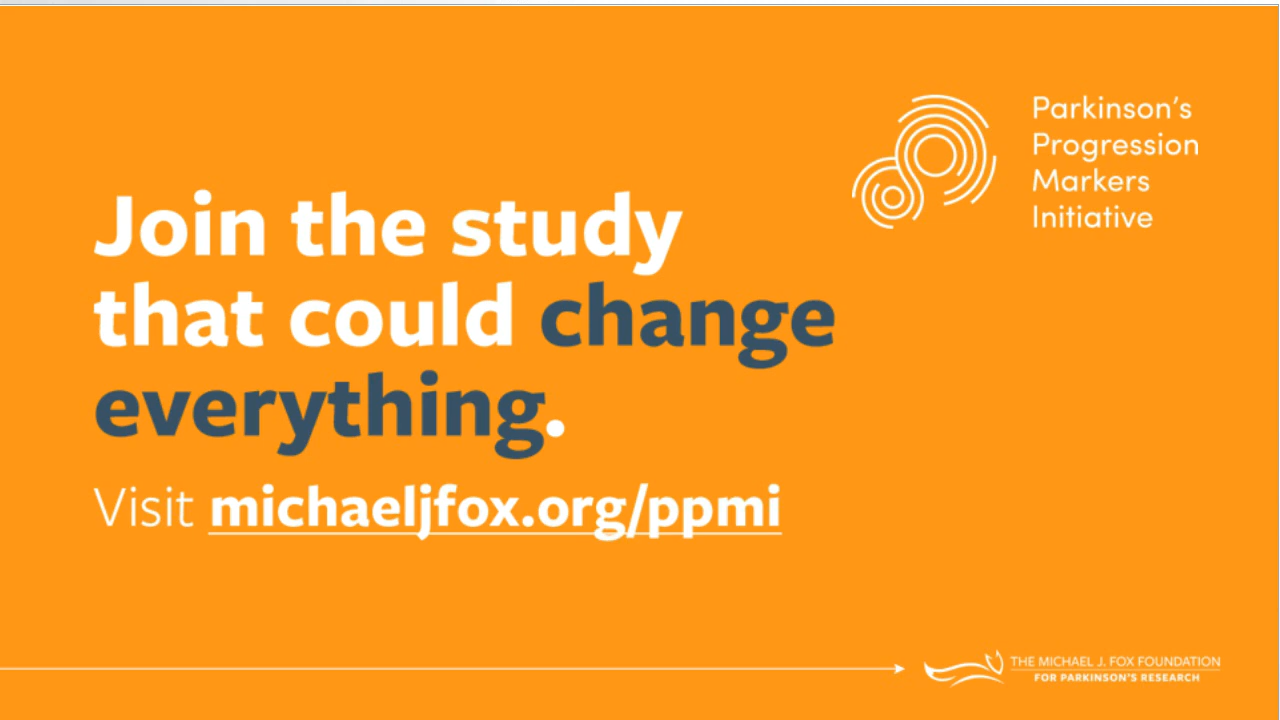 Parkinson's
Progression
Markers
Initiative
Join the study
that could change
everything.
Visit michaeljfox.org/ppmi
THE MICHAEL J. FOX FOUNDATION
FOR PARKINSON'S RESEARCH